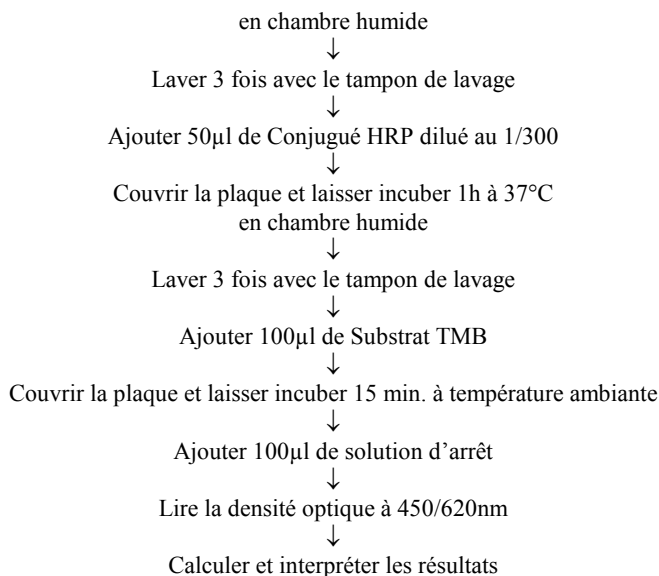 en chambre humide
↓
Laver 3 fois avec le tampon de lavage
↓
Ajouter 50µl de Conjugué HRP dilué au 1/300
↓
Couvrir la plaque et laisser incuber 1h à 37°C
en chambre humide
↓
Laver 3 fois avec le tampon de lavage
↓
Ajouter 100µl de Substrat TMB
↓
Couvrir la plaque et laisser incuber 15 min. à température ambiante
↓
Ajouter 100µl de solution d’arrêt
↓
Lire la densité optique à 450/620nm
↓
Calculer et interpréter les résultats